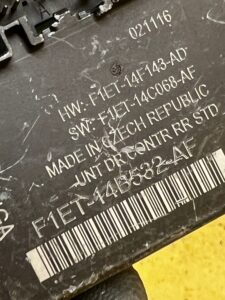 021116
HW: F1ET-14F143-AD
SW: F1ET-14C068-AF
MADE IN CZECH REPUBLIC
UNT DR CONTR RR STD
F1ET-14B532-AF